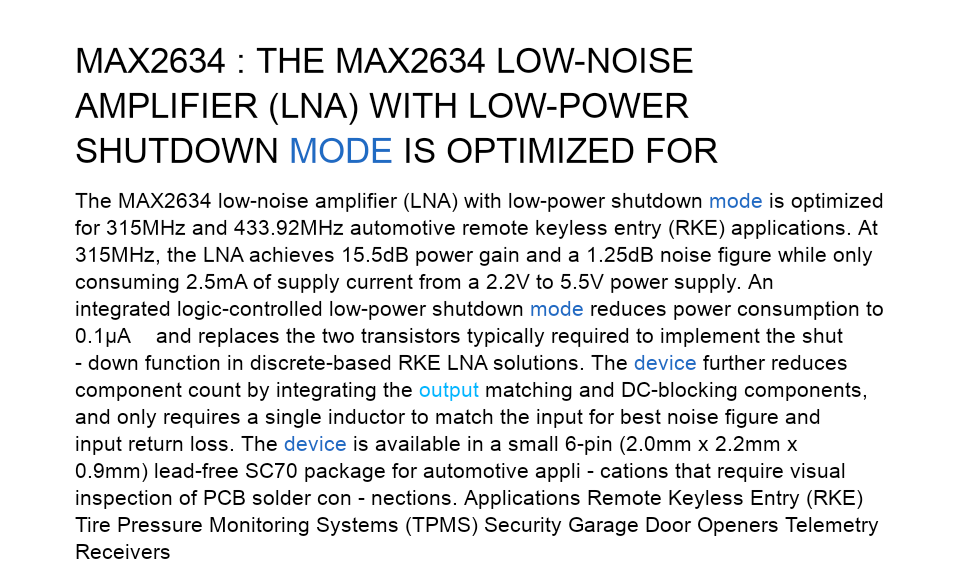 MAX2634 : THE MAX2634 LOW-NOISE
AMPLIFIER (LNA) WITH LOW-POWER
SHUTDOWN MODE IS OPTIMIZED FOR
The MAX2634 low-noise amplifier (LNA) with low-power shutdown mode is optimized
for 315MHz and 433.92MHz automotive remote keyless entry (RKE) applications. At
315MHz, the LNA achieves 15.5dB power gain and a 1.25dB noise figure while only
consuming 2.5mA of supply current from a 2.2V to 5.5V power supply. An
integrated logic-controlled low-power shutdown mode reduces power consumption to
0.1µA and replaces the two transistors typically required to implement the shut
- down function in discrete-based RKE LNA solutions. The device further reduces
component count by integrating the output matching and DC-blocking components,
and only requires a single inductor to match the input for best noise figure and
input return loss. The device is available in a small 6-pin (2.0mm x 2.2mm x
0.9mm) lead-free SC70 package for automotive appli - cations that require visual
inspection of PCB solder con - nections. Applications Remote Keyless Entry (RKE)
Tire Pressure Monitoring Systems (TPMS) Security Garage Door Openers Telemetry
Receivers